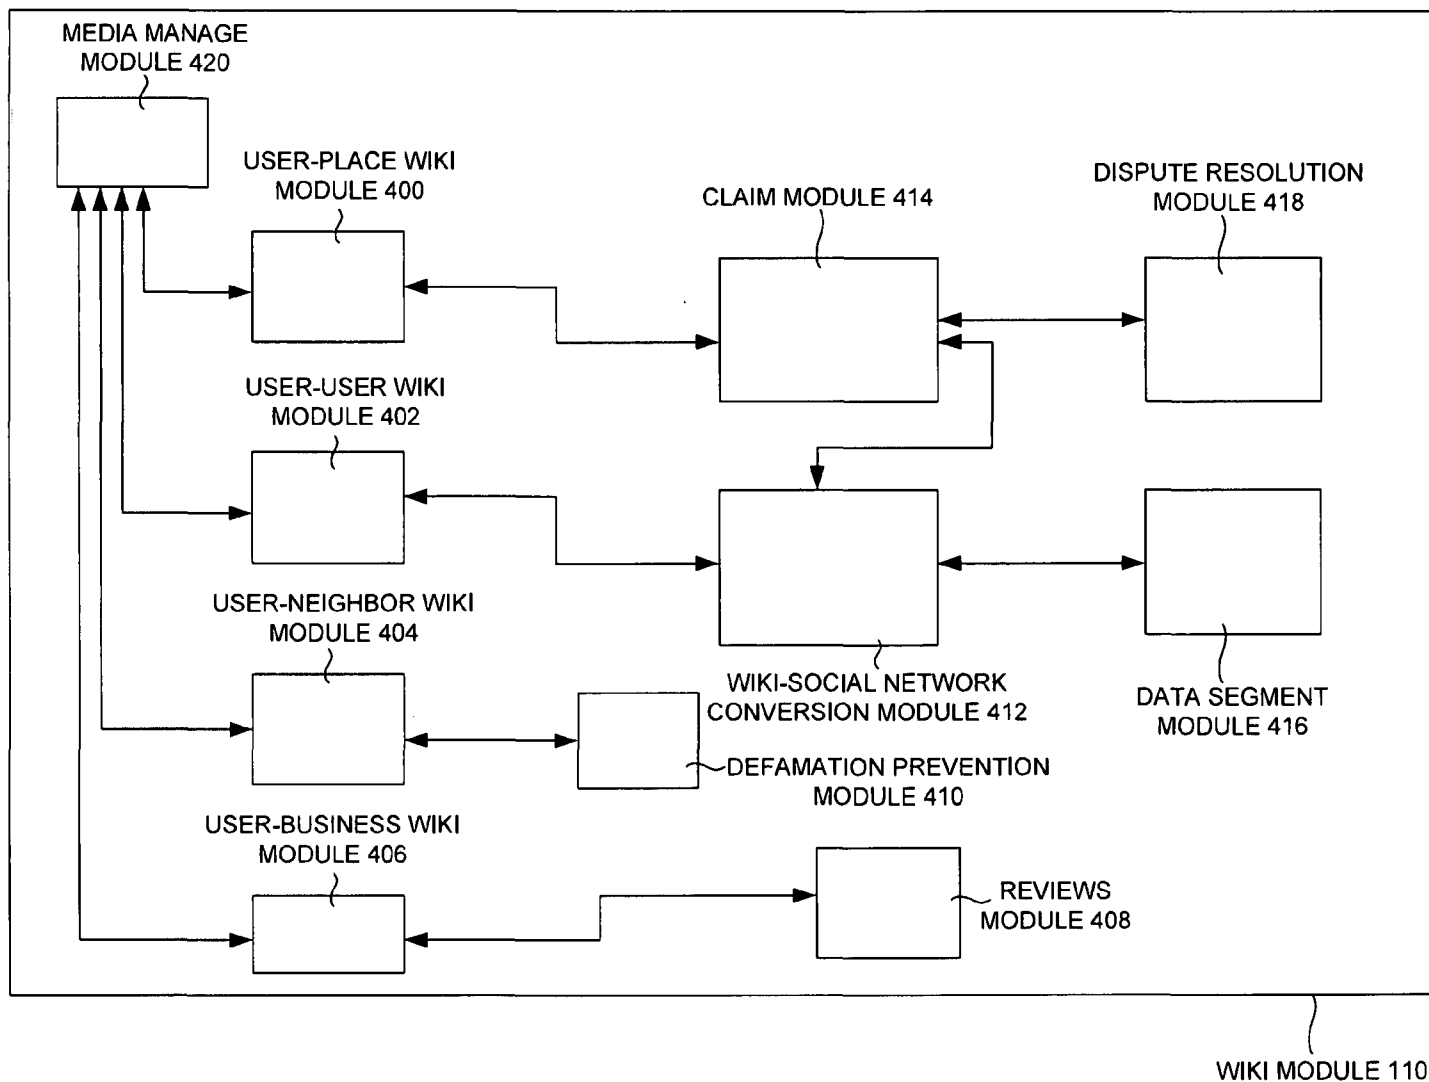 MEDIA MANAGE
MODULE 420
USER-PLACE WIKI
MODULE 400
CLAIM MODULE 414
DISPUTE RESOLUTION
MODULE 418
USER-USER WIKI
MODULE 402
USER-NEIGHBOR WIKI
MODULE 404
WIKI-SOCIAL NETWORK
CONVERSION MODULE 412
DATA SEGMENT
MODULE 416
DEFAMATION PREVENTION
MODULE 410
USER-BUSINESS WIKI
MODULE 406
REVIEWS
MODULE 408
WIKI MODULE 110